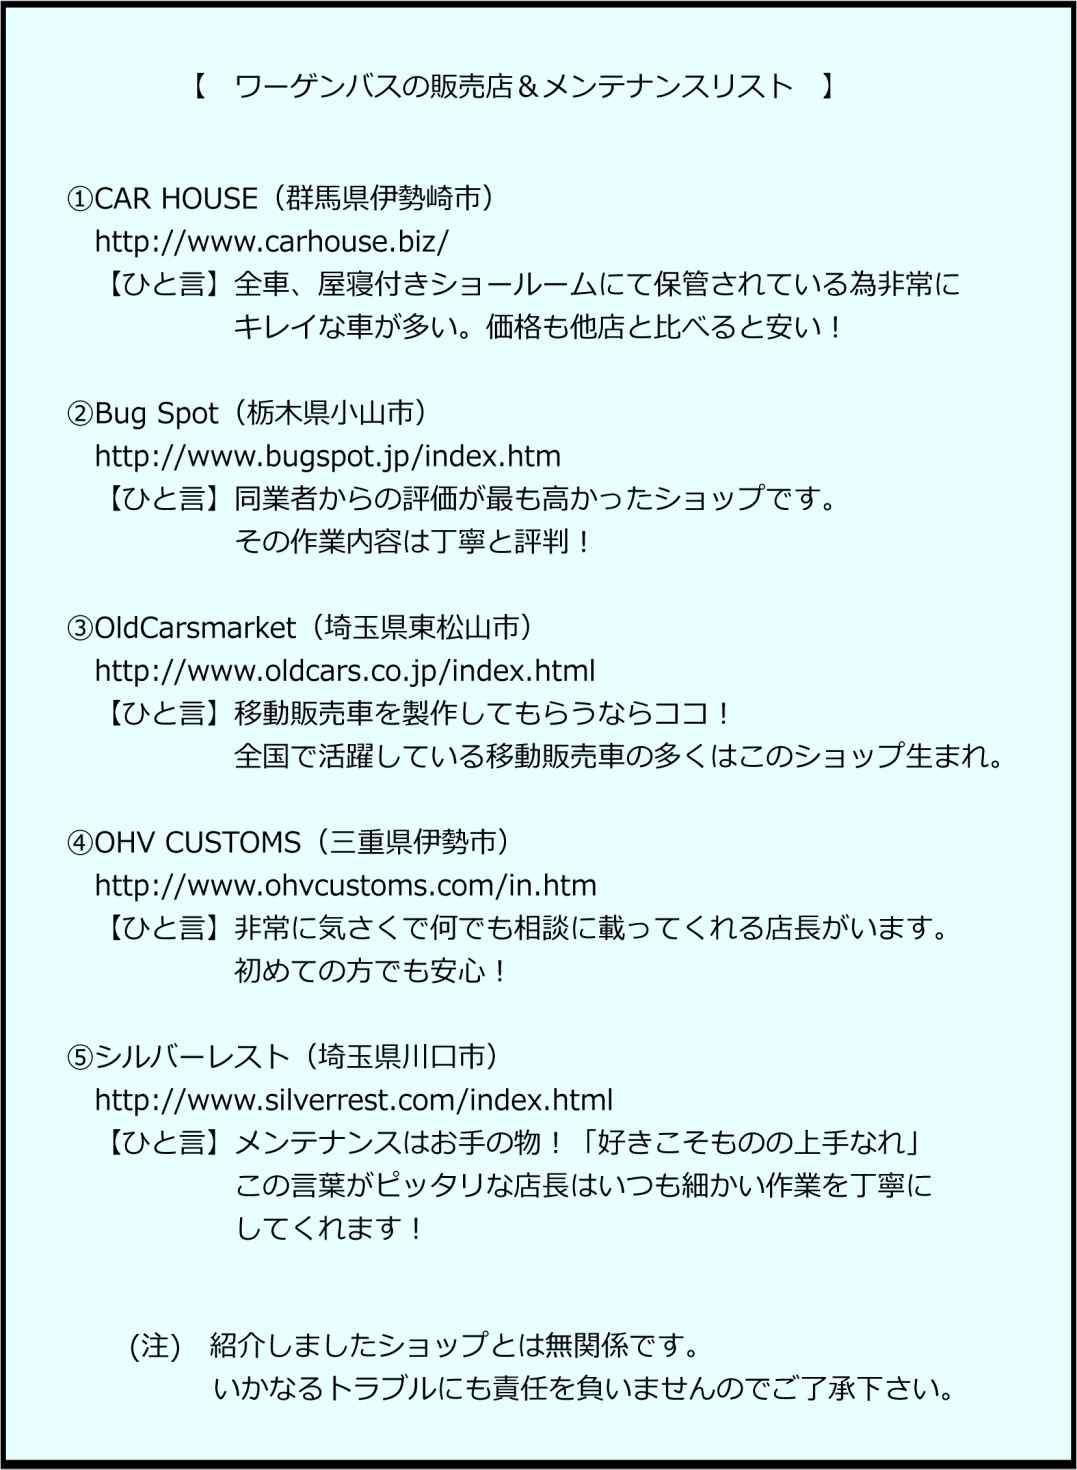 【　ワーゲンバスの販売店＆メンテナンスリスト　】
①CAR HOUSE（群馬県伊勢崎市）
http://www.carhouse.biz/
【ひと言】全車、屋寝付きショールームにて保管されている為非常に
キレイな車が多い。価格も他店と比べると安い！
②Bug Spot（栃木県小山市）
http://www.bugspot.jp/index.htm
【ひと言】同業者からの評価が最も高かったショップです。
その作業内容は丁寧と評判！
③OldCarsmarket（埼玉県東松山市）
http://www.oldcars.co.jp/index.html
【ひと言】移動販売車を製作してもらうならココ！
全国で活躍している移動販売車の多くはこのショップ生まれ。
④OHV CUSTOMS（三重県伊勢市）
http://www.ohvcustoms.com/in.htm
【ひと言】非常に気さくで何でも相談に載ってくれる店長がいます。
初めての方でも安心！
⑤シルバーレスト（埼玉県川口市）
http://www.silverrest.com/index.html
【ひと言】メンテナンスはお手の物！「好きこそものの上手なれ」
この言葉がピッタリな店長はいつも細かい作業を丁寧に
してくれます！
(注)　紹介しましたショップとは無関係です。
いかなるトラブルにも責任を負いませんのでご了承下さい。